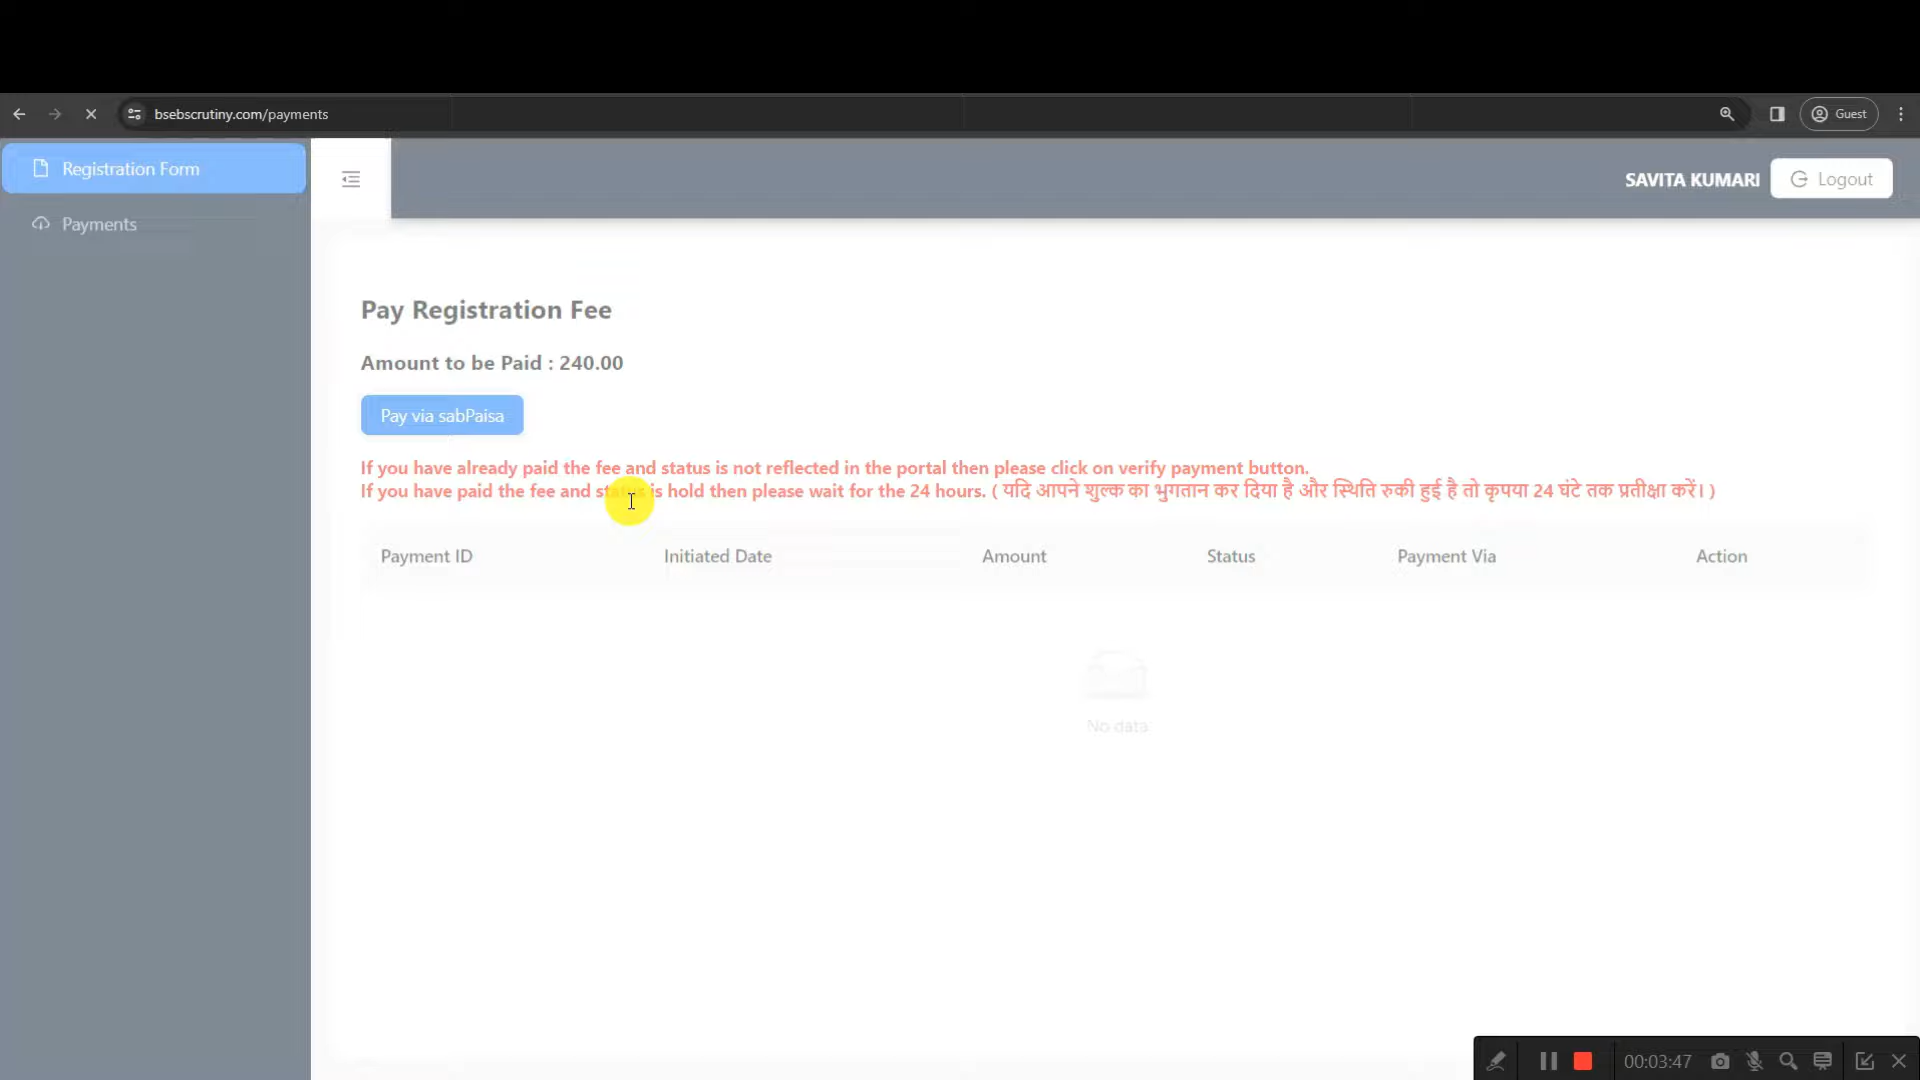 bsebscrutiny.com/payments
Guest
Registration Form
Payments
SAVITA KUMARI
Logout
Pay Registration Fee
Amount to be Paid : 240.00
Pay via sabPaisa
If you have already paid the fee and status is not reflected in the portal then please click on verify payment button.
If you have paid the fee and status is hold then please wait for the 24 hours. ( यदि आपने शुल्क का भुगतान कर दिया है और स्थिति रुकी हुई है तो कृपया 24 घंटे तक प्रतीक्षा करें। )
Payment ID Initiated Date Amount Status Payment Via Action
No data
00:03:47